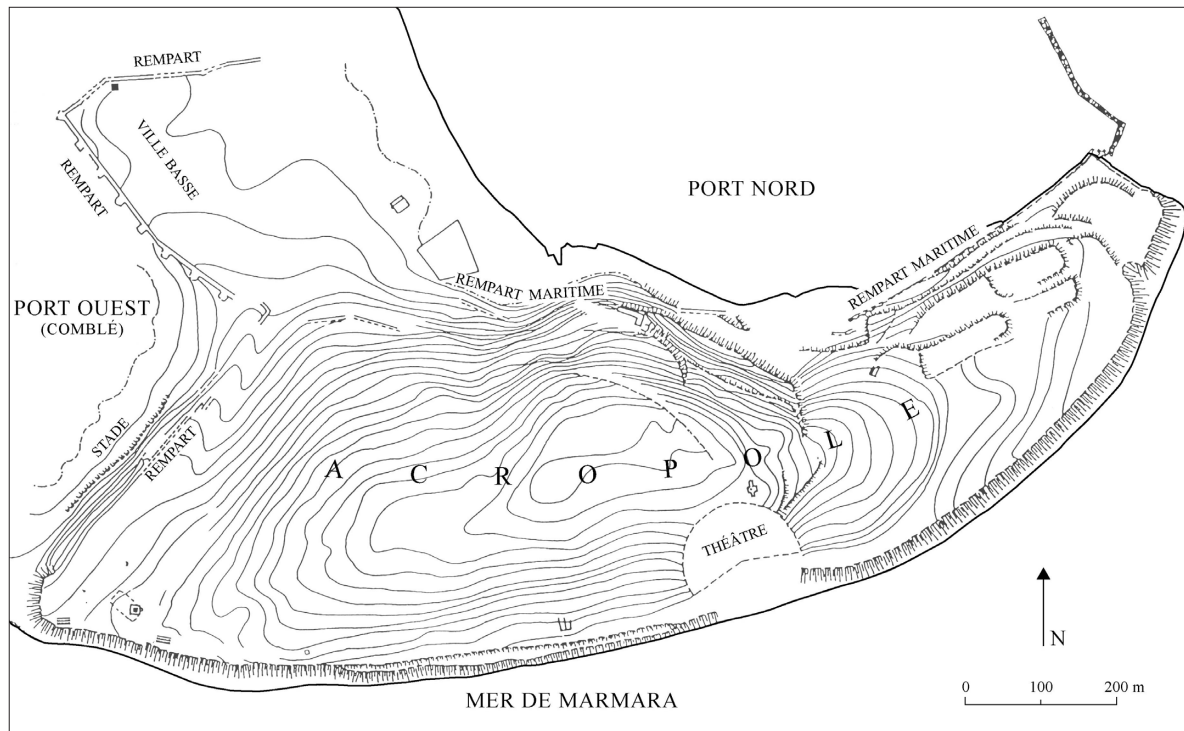 REMPART
VILLE BASSE
REMPART
PORT NORD
REMPART MARITIME
REMPART MARITIME
PORT OUEST
(COMBLÉ)
STADE
REMPART
ACROPOLE
THÉÂTRE
N
MER DE MARMARA
0 100 200 m